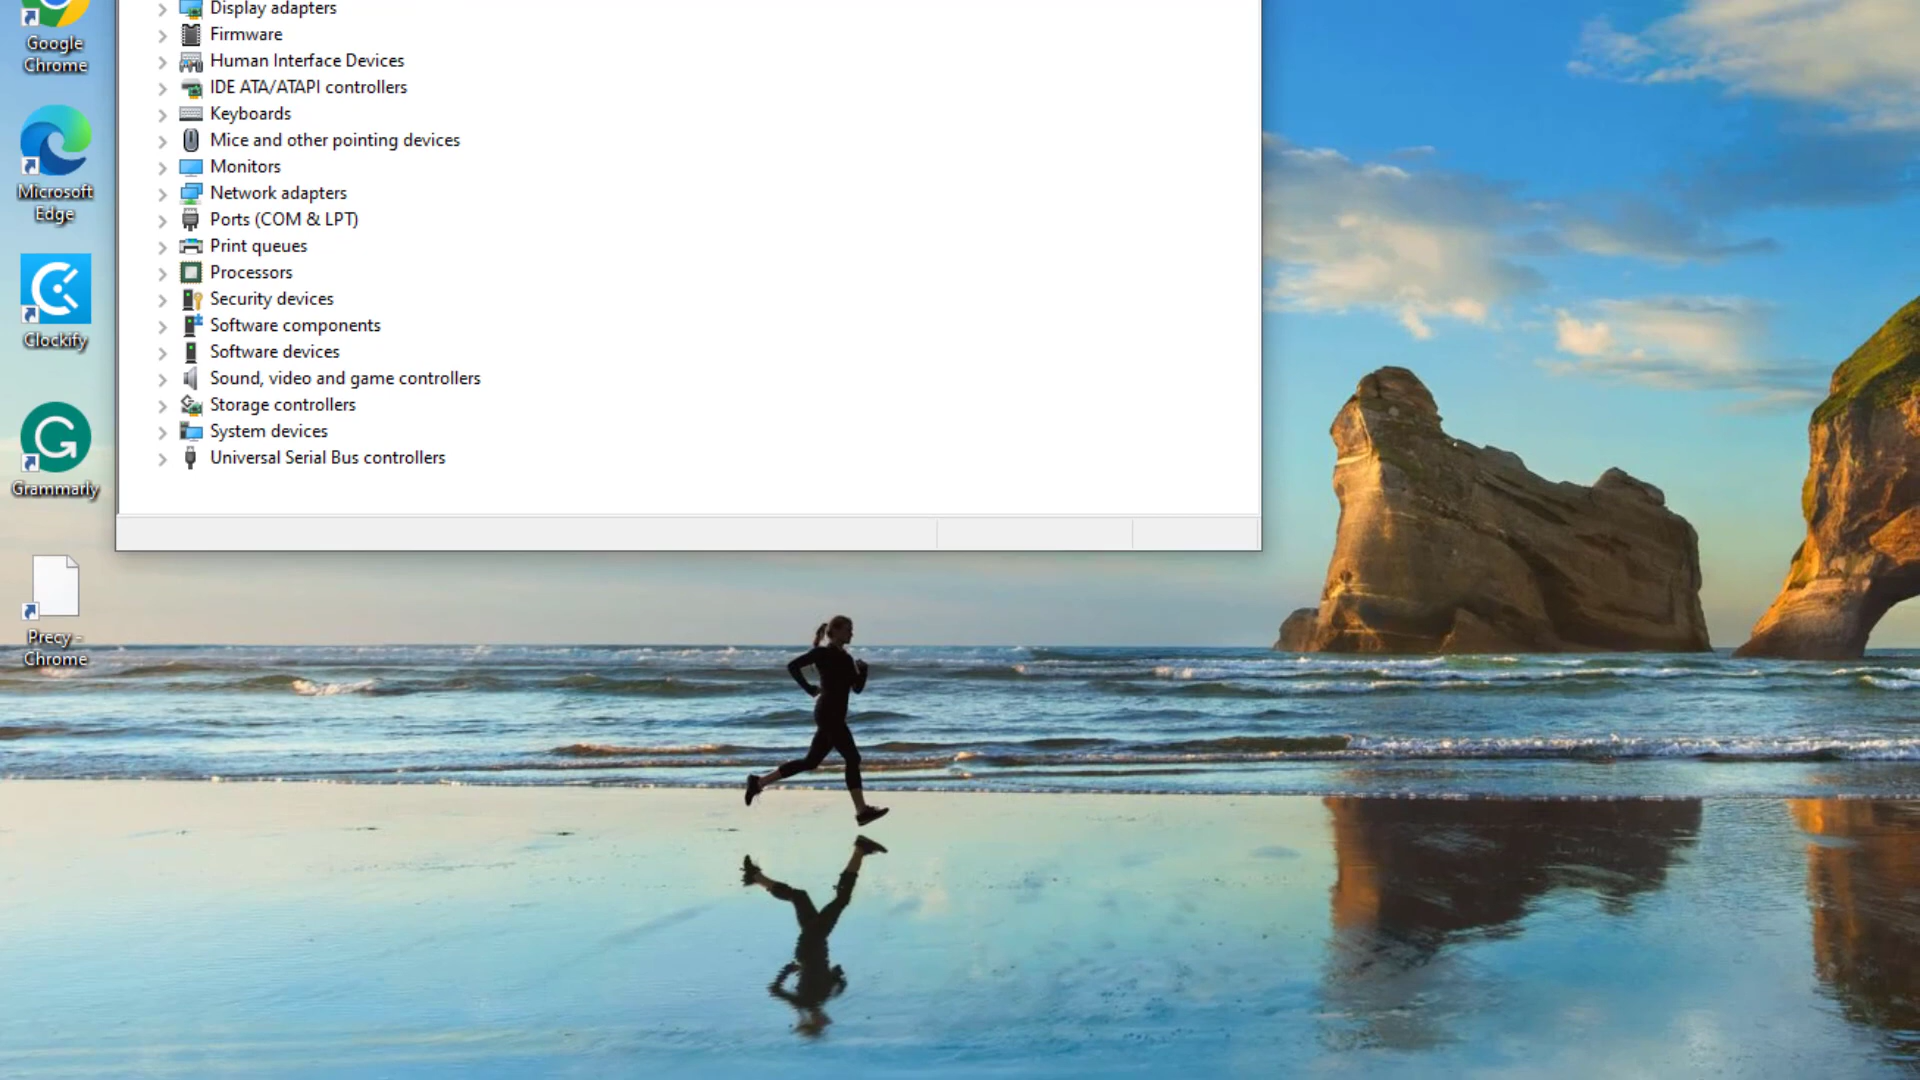 Google
Chrome
Microsoft
Edge
Clockify
Grammarly
Precy -
Chrome
Display adapters
Firmware
Human Interface Devices
IDE ATA/ATAPI controllers
Keyboards
Mice and other pointing devices
Monitors
Network adapters
Ports (COM & LPT)
Print queues
Processors
Security devices
Software components
Software devices
Sound, video and game controllers
Storage controllers
System devices
Universal Serial Bus controllers